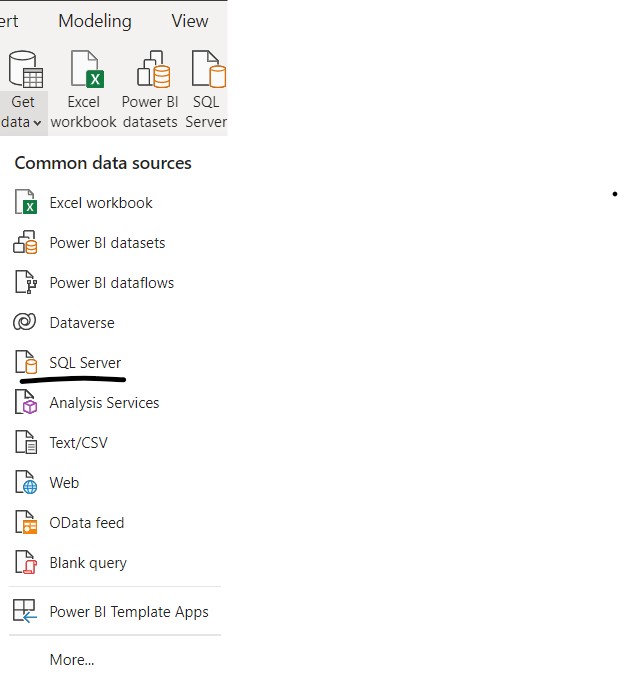 ert Modeling View
Get Excel Power BI SQL
data workbook datasets Server
Common data sources
Excel workbook
Power BI datasets
Power BI dataflows
Dataverse
SQL Server
Analysis Services
Text/CSV
Web
OData feed
Blank query
Power BI Template Apps
More...